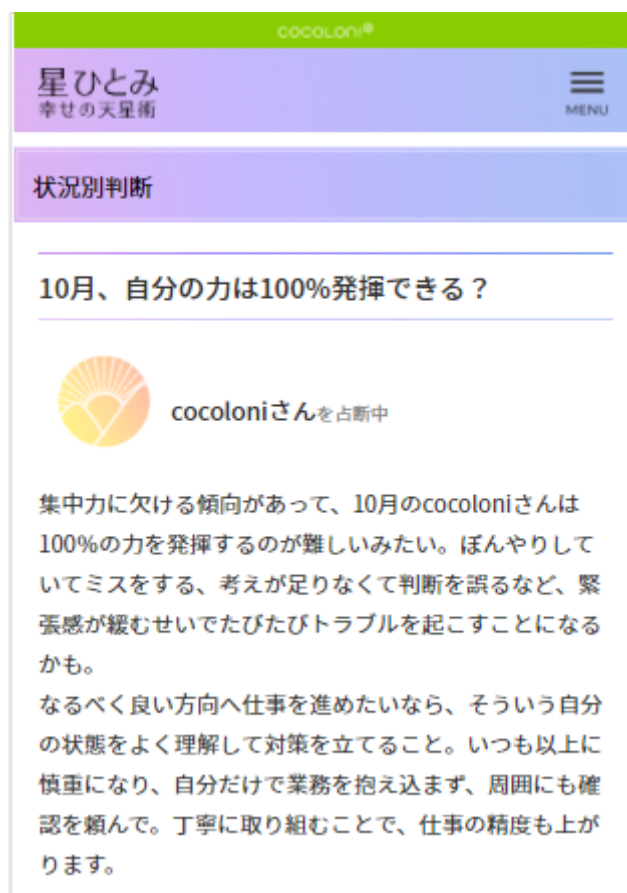 cocoloni®
星ひとみ
幸せの天星術
MENU
状況別判断
10月、自分の力は100%発揮できる？
cocoloniさんを占断中
集中力に欠ける傾向があって、10月のcocoloniさんは
100%の力を発揮するのが難しいみたい。ぼんやりして
いてミスをする、考えが足りなくて判断を誤るなど、緊
張感が緩むせいでたびたびトラブルを起こすことになる
かも。
なるべく良い方向へ仕事を進めたいなら、そういう自分
の状態をよく理解して対策を立てること。いつも以上に
慎重になり、自分だけで業務を抱え込まず、周囲にも確
認を頼んで。丁寧に取り組むことで、仕事の精度も上が
ります。